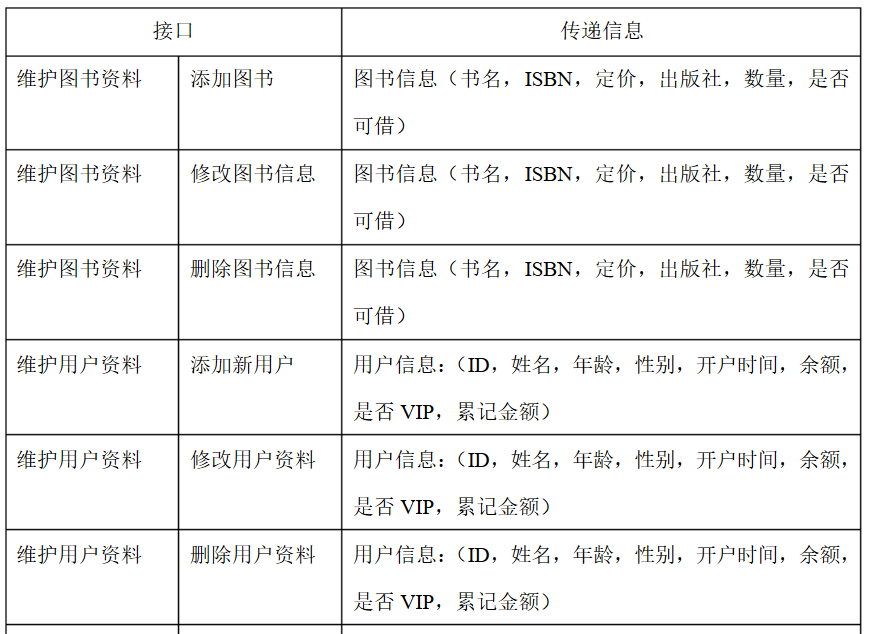 接口 传递信息
维护图书资料 添加图书 图书信息（书名，ISBN，定价，出版社，数量，是否
可借）
维护图书资料 修改图书信息 图书信息（书名，ISBN，定价，出版社，数量，是否
可借）
维护图书资料 删除图书信息 图书信息（书名，ISBN，定价，出版社，数量，是否
可借）
维护用户资料 添加新用户 用户信息：（ID，姓名，年龄，性别，开户时间，余额，
是否 VIP，累记金额）
维护用户资料 修改用户资料 用户信息：（ID，姓名，年龄，性别，开户时间，余额，
是否 VIP，累记金额）
维护用户资料 删除用户资料 用户信息：（ID，姓名，年龄，性别，开户时间，余额，
是否 VIP，累记金额）